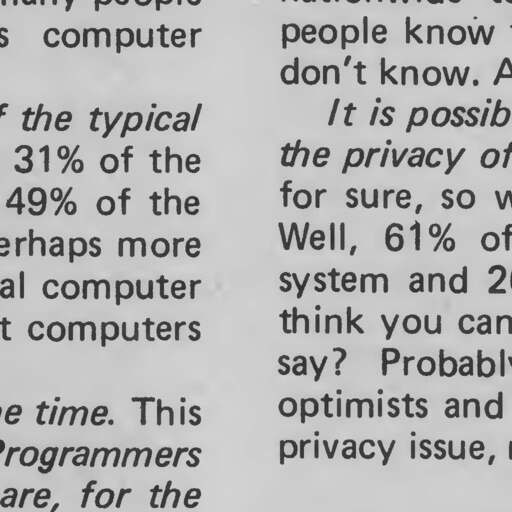 many people
s computer
f the typical
31% of the
49% of the
erhaps more
al computer
t computers
e time. This
Programmers
are, for the
nationwide
people know
don't know. A
It is possib
the privacy of
for sure, so w
Well, 61% of
system and 2
think you can
say? Probably
optimists and
privacy issue,